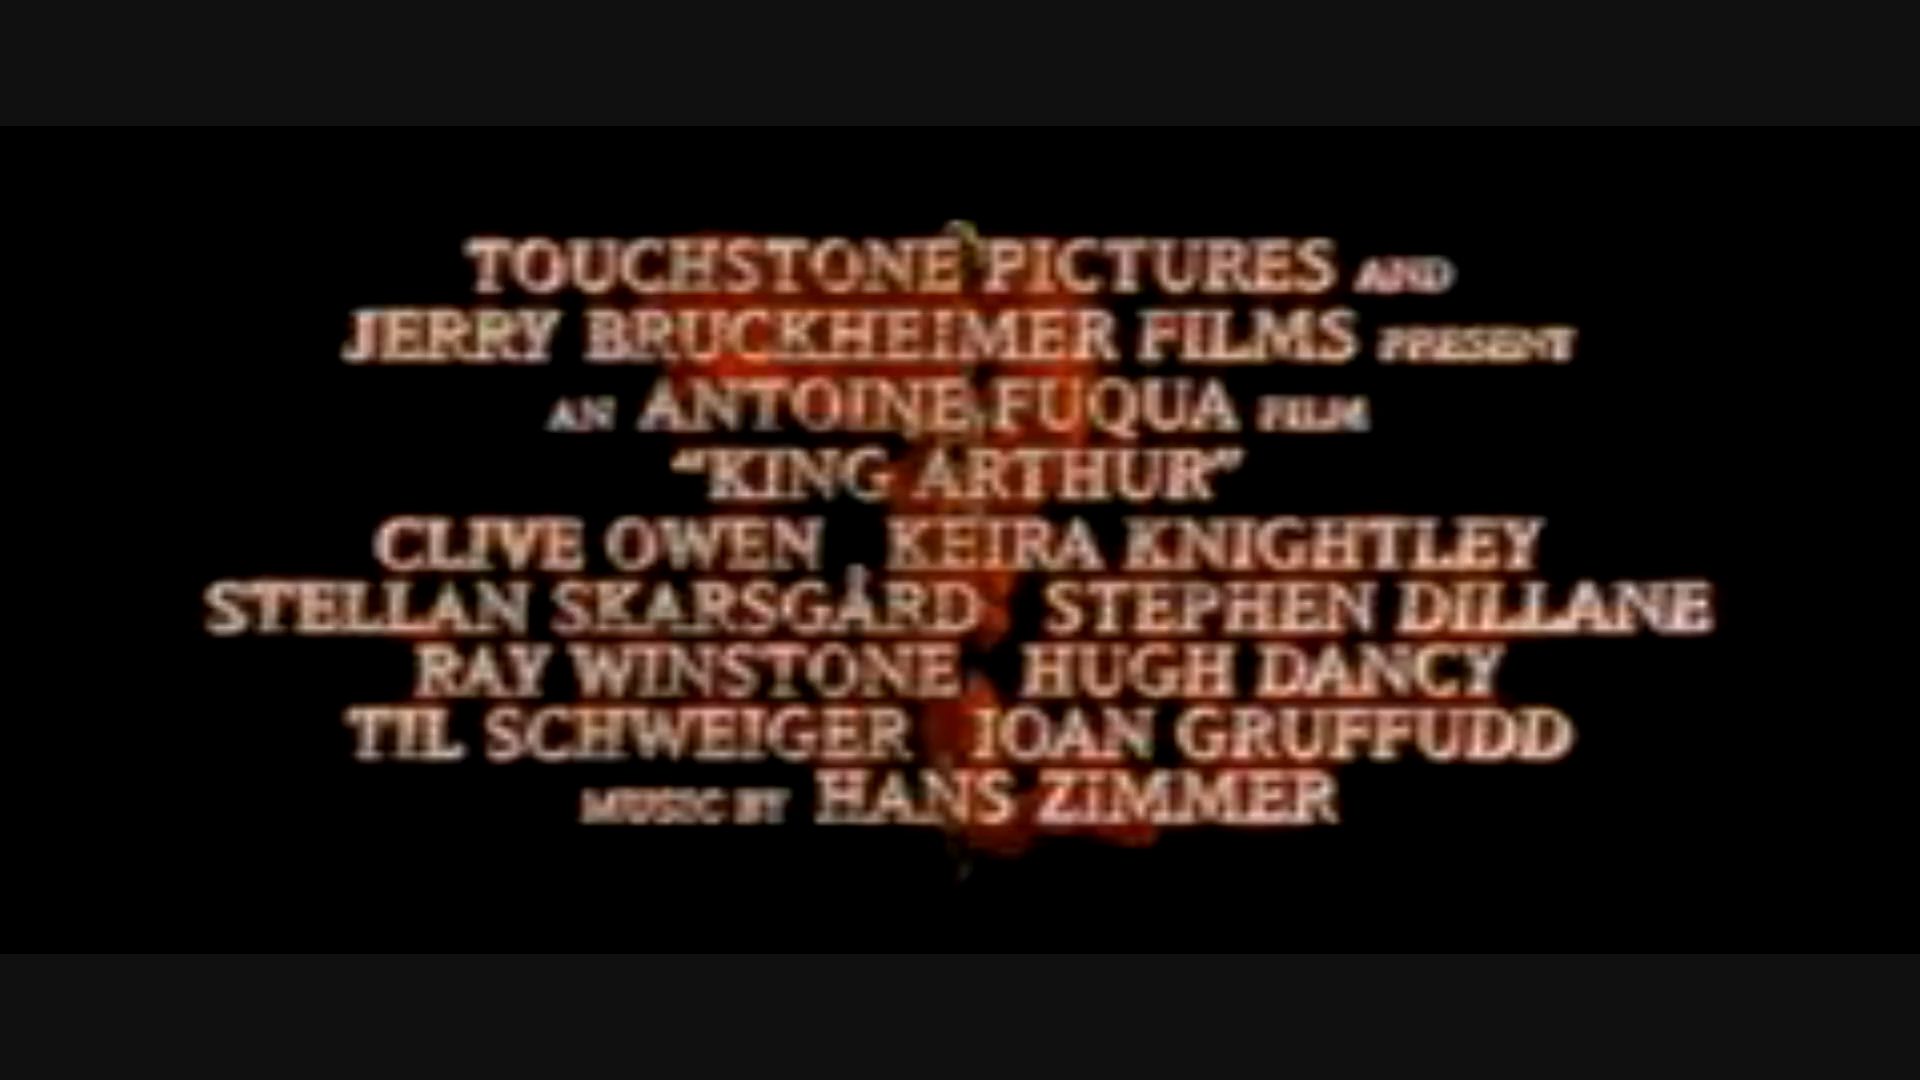 TOUCHSTONE PICTURES AND
JERRY BRUCKHEIMER FILMS PRESENT
AN ANTOINE FUQUA FILM
“KING ARTHUR”
CLIVE OWEN KEIRA KNIGHTLEY
STELLAN SKARSGÅRD STEPHEN DILLANE
RAY WINSTONE HUGH DANCY
TIL SCHWEIGER IOAN GRUFFUDD
MUSIC BY HANS ZIMMER